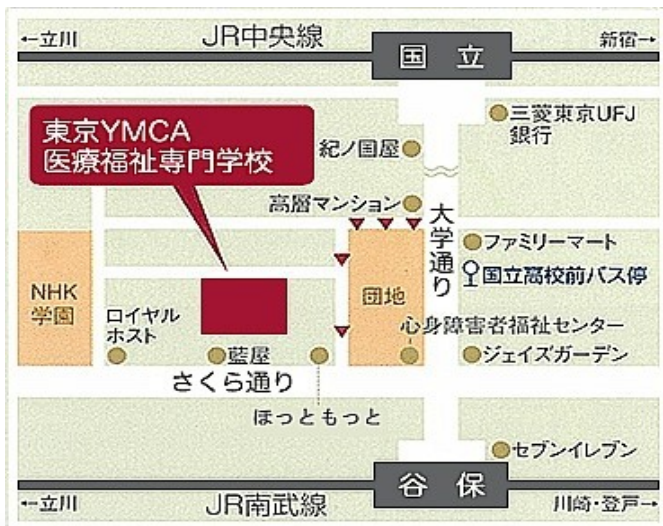 ←立川
JR中央線
新宿→
国立
東京YMCA
医療福祉専門学校
三菱東京UFJ
銀行
紀ノ国屋
高層マンション
大学通り
ファミリーマート
国立高校前バス停
NHK
学園
団地
ロイヤル
ホスト
心身障害者福祉センター
藍屋
ジェイズガーデン
さくら通り
ほっともっと
セブンイレブン
谷保
←立川
JR南武線
川崎・登戸→